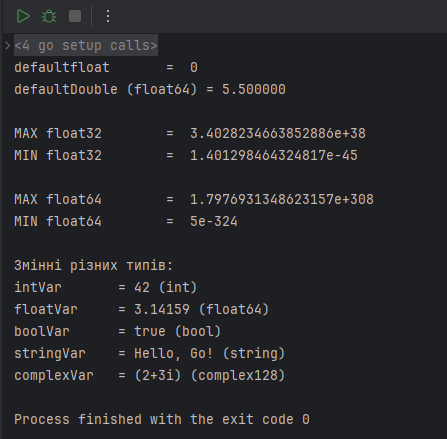 <4 go setup calls>
defaultfloat      =  0
defaultDouble (float64) = 5.500000
MAX float32        =  3.4028234663852886e+38
MIN float32        =  1.401298464324817e-45
MAX float64        =  1.7976931348623157e+308
MIN float64        =  5e-324
Змінні різних типів:
intVar       = 42 (int)
floatVar     = 3.14159 (float64)
boolVar      = true (bool)
stringVar    = Hello, Go! (string)
complexVar   = (2+3i) (complex128)
Process finished with the exit code 0